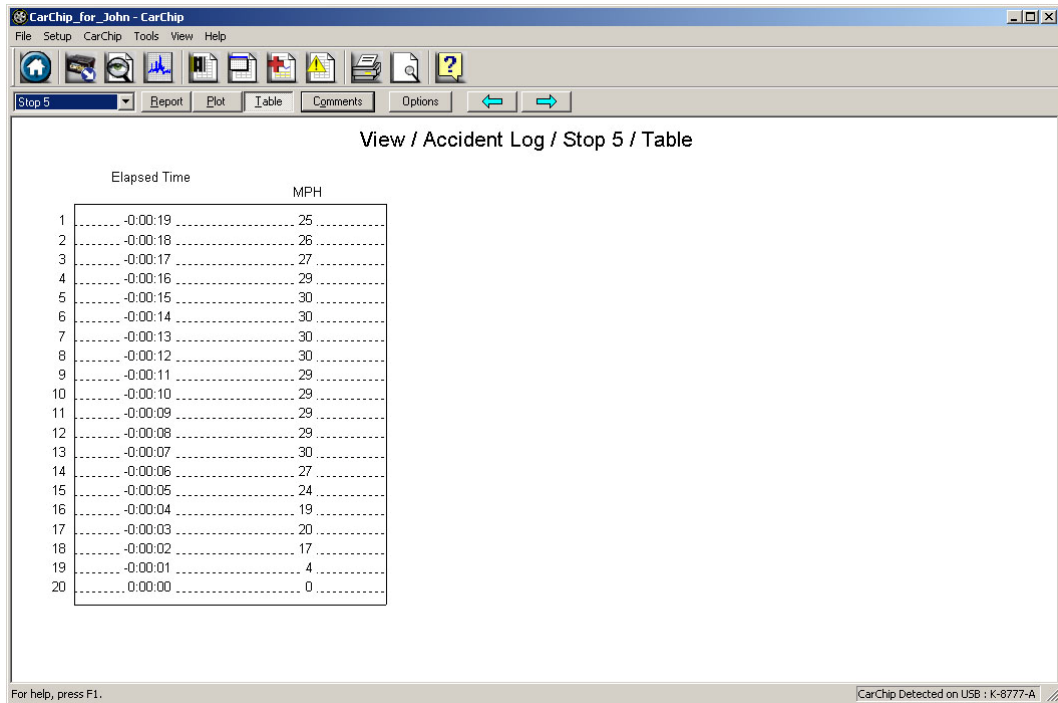 CarChip_for_John - CarChip
File Setup CarChip Tools View Help
Stop 5 Report Plot Table Comments Options
View / Accident Log / Stop 5 / Table
Elapsed Time
MPH
1 -0:00:19 25
2 -0:00:18 26
3 -0:00:17 27
4 -0:00:16 29
5 -0:00:15 30
6 -0:00:14 30
7 -0:00:13 30
8 -0:00:12 30
9 -0:00:11 29
10 -0:00:10 29
11 -0:00:09 29
12 -0:00:08 29
13 -0:00:07 30
14 -0:00:06 27
15 -0:00:05 24
16 -0:00:04 19
17 -0:00:03 20
18 -0:00:02 17
19 -0:00:01 4
20 0:00:00 0
For help, press F1. CarChip Detected on USB : K-8777-A